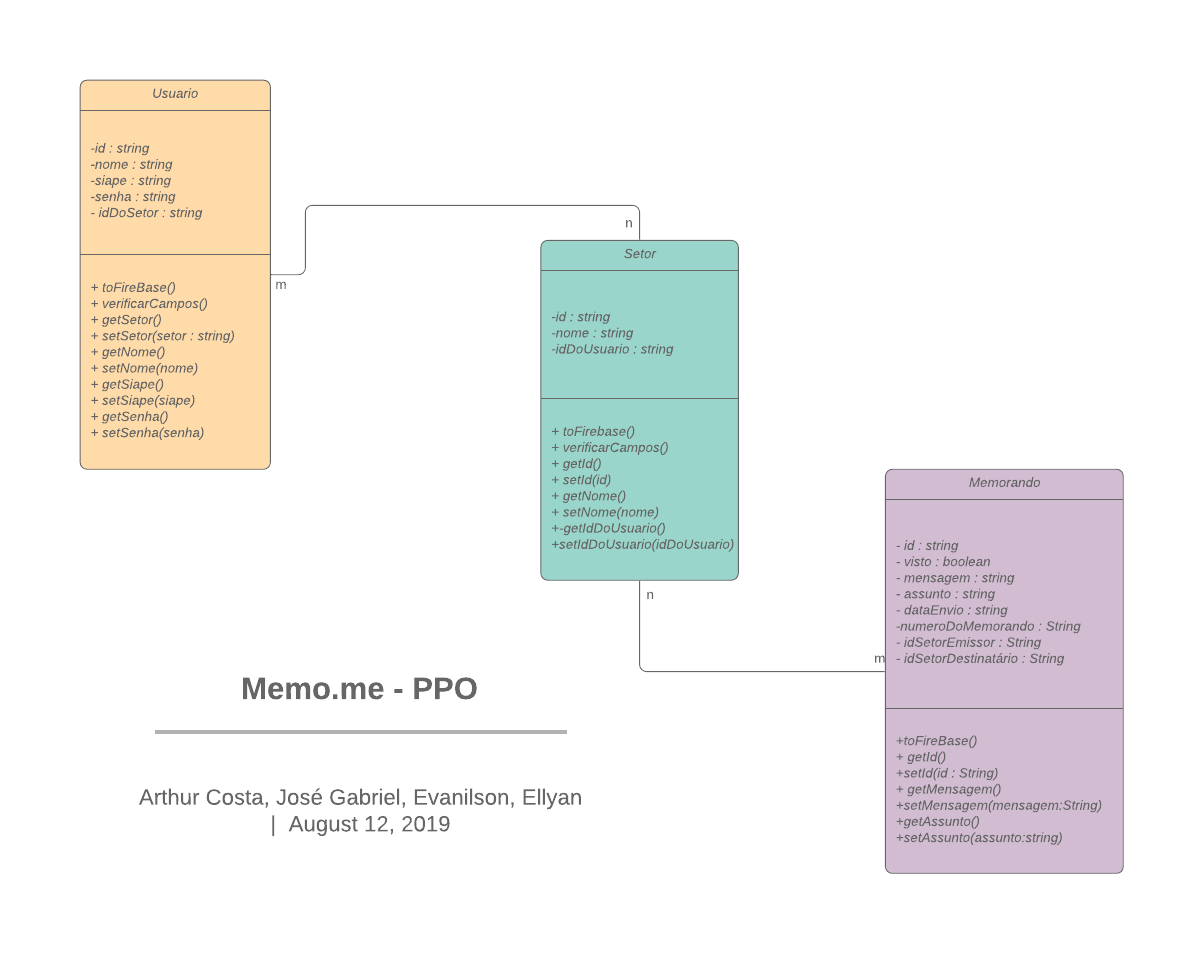 Usuario
-id : string
-nome : string
-siape : string
-senha : string
- idDoSetor : string
+ toFireBase()
+ verificarCampos()
+ getSetor()
+ setSetor(setor : string)
+ getNome()
+ setNome(nome)
+ getSiape()
+ setSiape(siape)
+ getSenha()
+ setSenha(senha)
m
n
Setor
-id : string
-nome : string
-idDoUsuario : string
+ toFirebase()
+ verificarCampos()
+ getId()
+ setId(id)
+ getNome()
+ setNome(nome)
+-getIdDoUsuario()
+setIdDoUsuario(idDoUsuario)
n
m
Memorando
- id : string
- visto : boolean
- mensagem : string
- assunto : string
- dataEnvio : string
-numeroDoMemorando : String
- idSetorEmissor : String
- idSetorDestinatário : String
+toFireBase()
+ getId()
+setId(id : String)
+ getMensagem()
+setMensagem(mensagem:String)
+getAssunto()
+setAssunto(assunto:string)
Memo.me - PPO
Arthur Costa, José Gabriel, Evanilson, Ellyan
| August 12, 2019